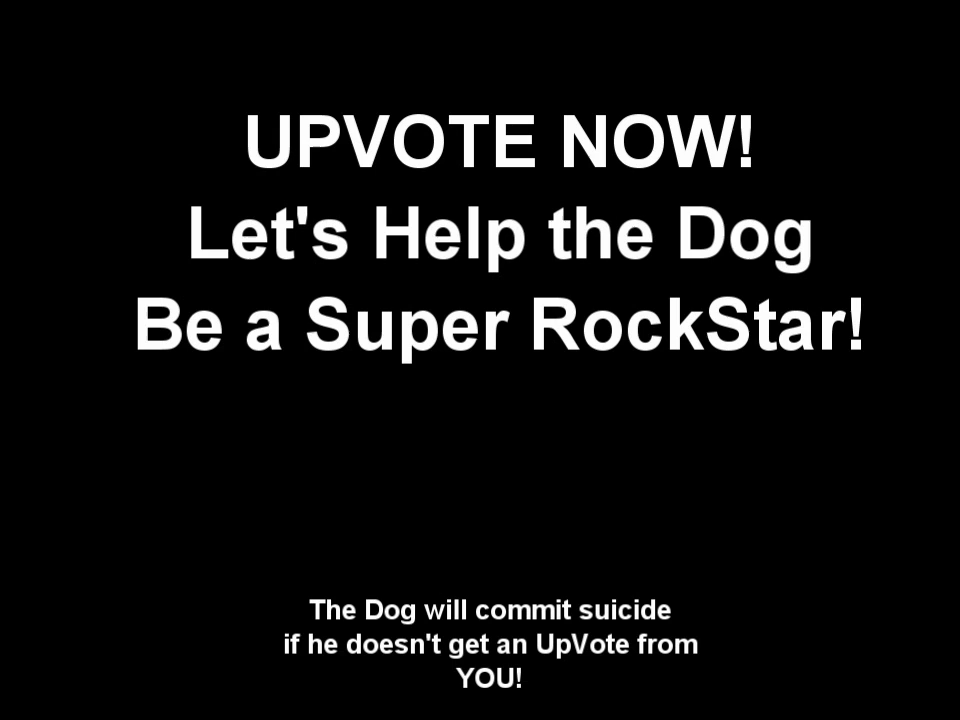 UPVOTE NOW!
Let's Help the Dog
Be a Super RockStar!
The Dog will commit suicide
if he doesn't get an UpVote from
YOU!